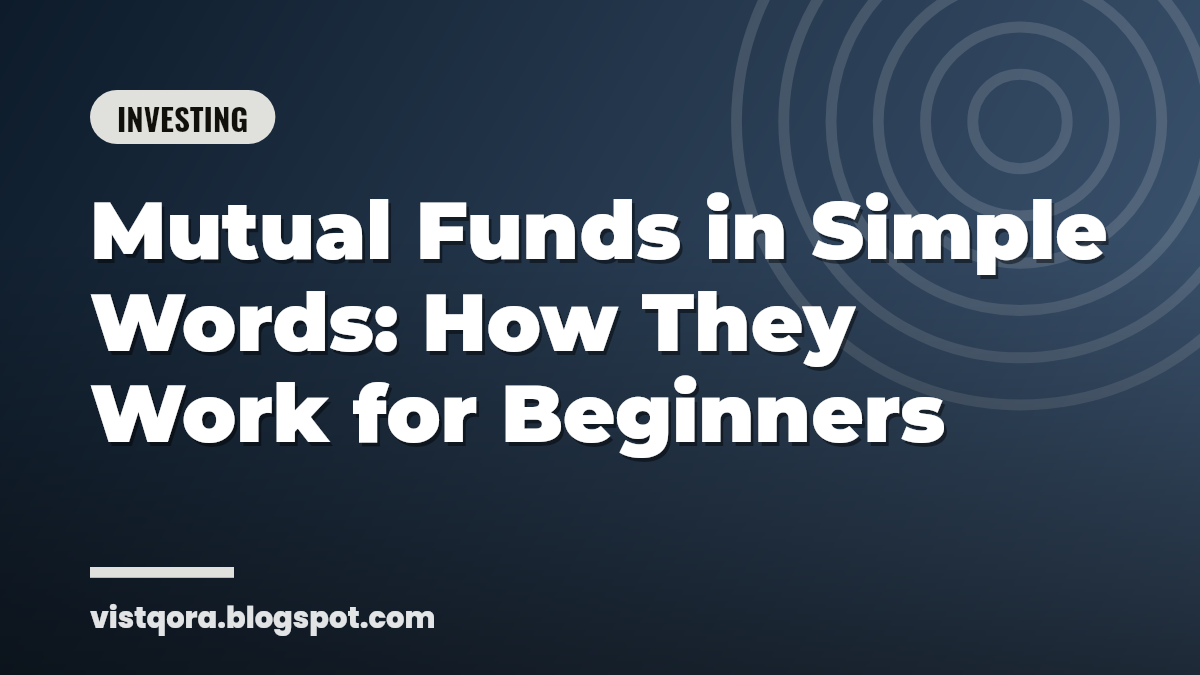 INVESTING
Mutual Funds in Simple
Words: How They
Work for Beginners
vistqora.blogspot.com